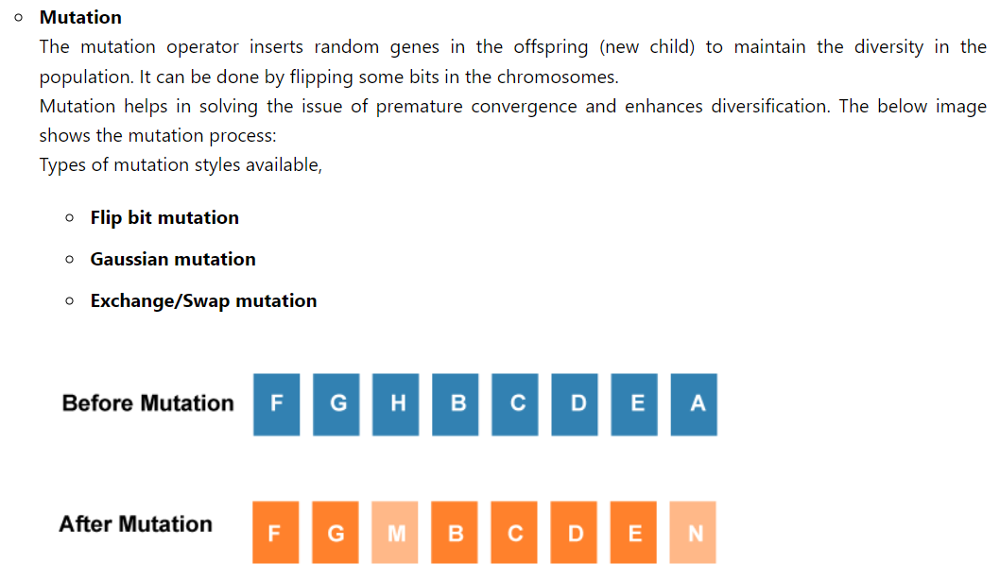 Mutation
The mutation operator inserts random genes in the offspring (new child) to maintain the diversity in the
population. It can be done by flipping some bits in the chromosomes.
Mutation helps in solving the issue of premature convergence and enhances diversification. The below image
shows the mutation process:
Types of mutation styles available,
Flip bit mutation
Gaussian mutation
Exchange/Swap mutation
Before Mutation F G H B C D E A
After Mutation F G M B C D E N